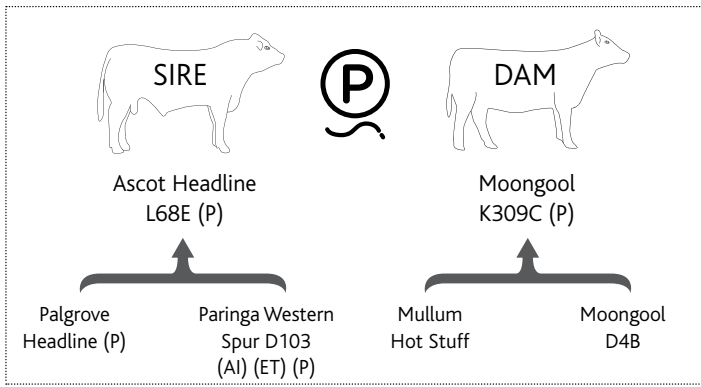 SIRE
P
DAM
Ascot Headline
L68E (P)
Moongool
K309C (P)
Palgrove
Headline (P)
Paringa Western
Spur D103
(AI) (ET) (P)
Mullum
Hot Stuff
Moongool
D4B